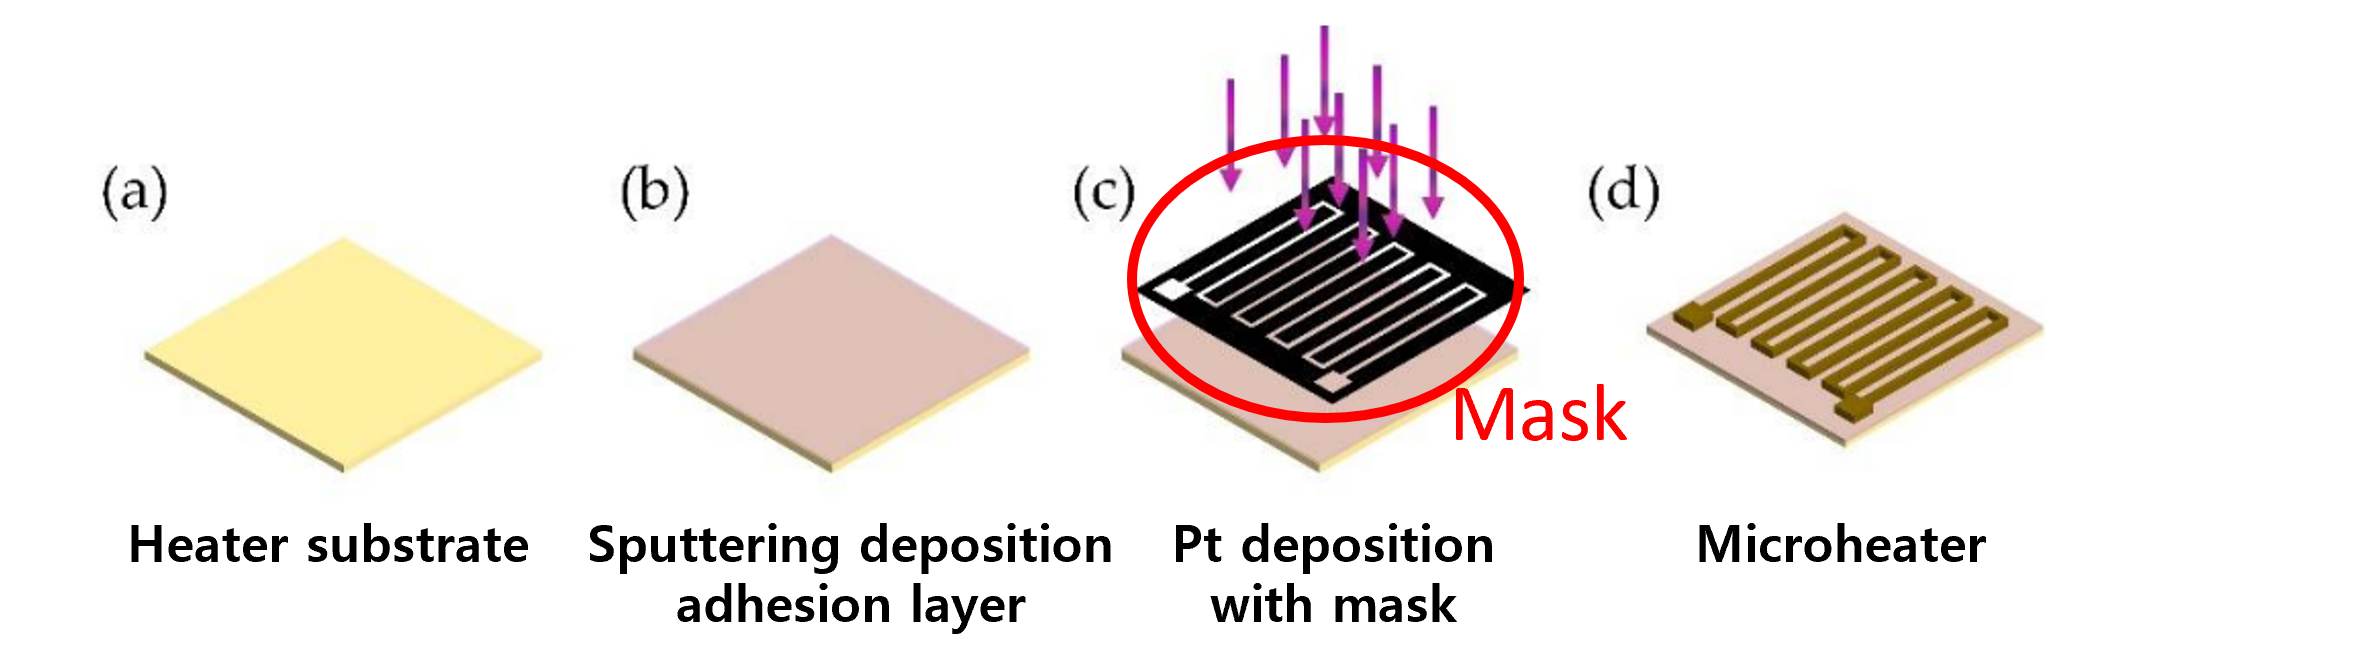 (a)
(b)
(c)
(d)
Mask
Heater substrate
Sputtering deposition
adhesion layer
Pt deposition
with mask
Microheater